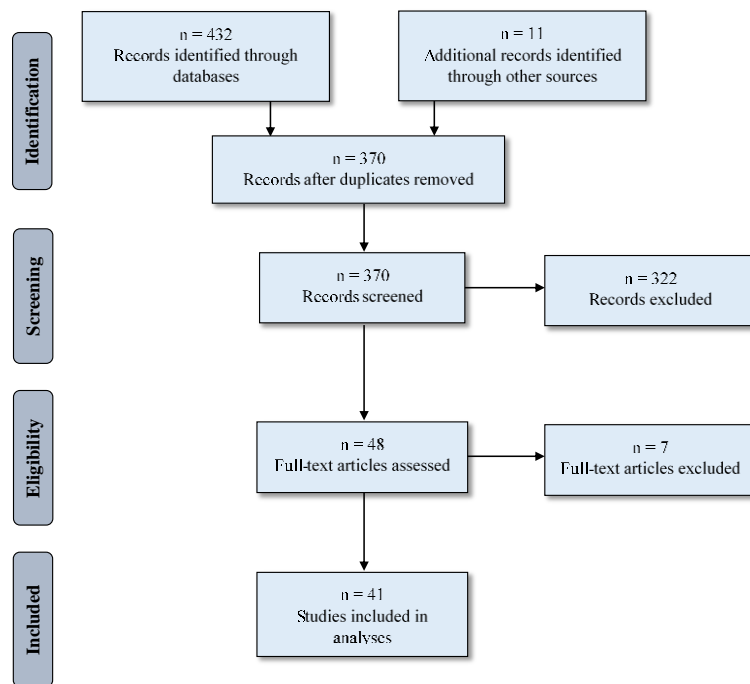 Identification
n = 432
Records identified through
databases
n = 11
Additional records identified
through other sources
n = 370
Records after duplicates removed
Screening
n = 370
Records screened
n = 322
Records excluded
Eligibility
n = 48
Full-text articles assessed
n = 7
Full-text articles excluded
Included
n = 41
Studies included in
analyses